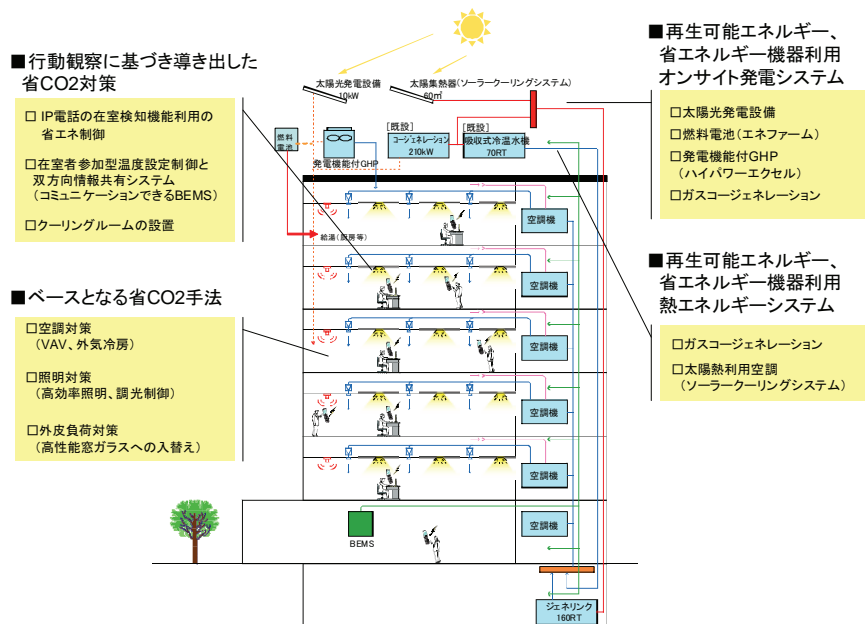 ■行動観察に基づき導き出した
省CO2対策
□ IP電話の在室検知機能利用の
省エネ制御
□在室者参加型温度設定制御と
双方向情報共有システム
(コミュニケーションできるBEMS)
□クーリングルームの設置
■ベースとなる省CO2手法
□空調対策
(VAV、外気冷房)
□照明対策
(高効率照明、調光制御)
□外皮負荷対策
(高性能窓ガラスへの入替え)
太陽光発電設備
10kW
太陽集熱器(ソーラークーリングシステム)
60㎡
燃料
電池
発電機能付GHP
[既設]
コージェネレーション
210kW
[既設]
吸収式冷温水機
70RT
給湯(厨房等)
空調機
空調機
空調機
空調機
空調機
空調機
BEMS
ジェネリンク
160RT
■再生可能エネルギー、
省エネルギー機器利用
オンサイト発電システム
□太陽光発電設備
□燃料電池(エネファーム)
□発電機能付GHP
(ハイパワーエクセル)
□ガスコージェネレーション
■再生可能エネルギー、
省エネルギー機器利用
熱エネルギーシステム
□ガスコージェネレーション
□太陽熱利用空調
(ソーラークーリングシステム)